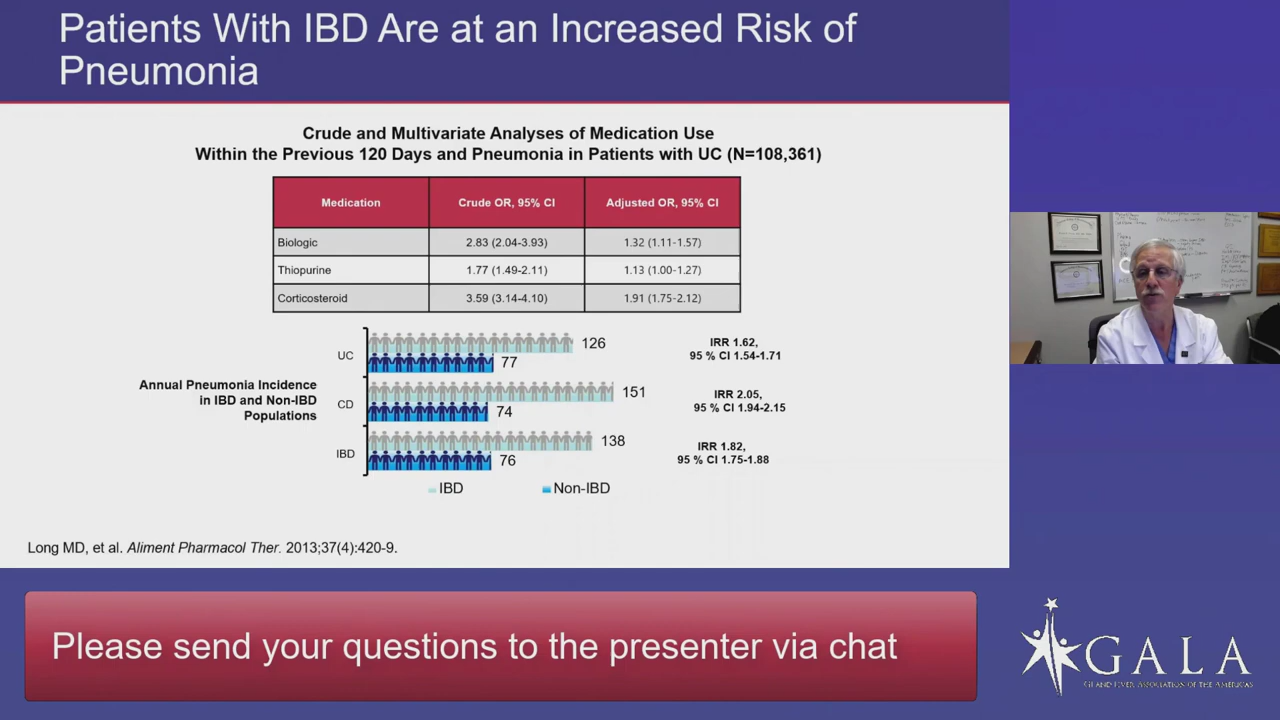 Patients With IBD Are at an Increased Risk of
Pneumonia
Crude and Multivariate Analyses of Medication Use
Within the Previous 120 Days and Pneumonia in Patients with UC (N=108,361)
Medication Crude OR, 95% CI Adjusted OR, 95% CI
Biologic 2.83 (2.04-3.93) 1.32 (1.11-1.57)
Thiopurine 1.77 (1.49-2.11) 1.13 (1.00-1.27)
Corticosteroid 3.59 (3.14-4.10) 1.91 (1.75-2.12)
Annual Pneumonia Incidence
in IBD and Non-IBD
Populations
UC 126 77
IRR 1.62,
95 % CI 1.54-1.71
CD 151 74
IRR 2.05,
95 % CI 1.94-2.15
IBD 138 76
IRR 1.82,
95 % CI 1.75-1.88
IBD Non-IBD
Long MD, et al. Aliment Pharmacol Ther. 2013;37(4):420-9.
Please send your questions to the presenter via chat
GALA
GI AND LIVER ASSOCIATION OF THE AMERICAS